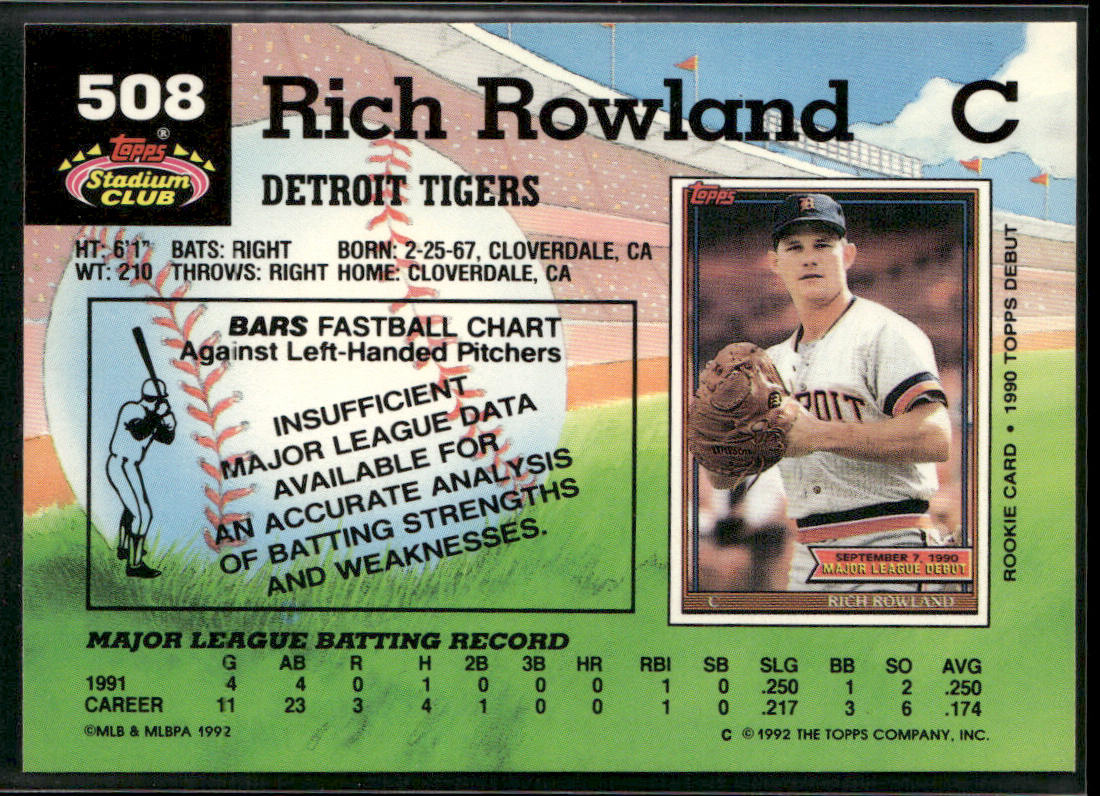 508
Rich Rowland C
Topps®
Stadium
CLUB
DETROIT TIGERS
HT: 6'1" BATS: RIGHT BORN: 2-25-67, CLOVERDALE, CA
WT: 210 THROWS: RIGHT HOME: CLOVERDALE, CA
BARS FASTBALL CHART
Against Left-Handed Pitchers
INSUFFICIENT
MAJOR LEAGUE DATA
AVAILABLE FOR
AN ACCURATE ANALYSIS
OF BATTING STRENGTHS
AND WEAKNESSES.
Topps
D
ROIT
SEPTEMBER 7, 1990
MAJOR LEAGUE DEBUT
C RICH ROWLAND
ROOKIE CARD • 1990 TOPPS DEBUT
MAJOR LEAGUE BATTING RECORD
G AB R H 2B 3B HR RBI SB SLG BB SO AVG
1991 4 4 0 1 0 0 0 1 0 .250 1 2 .250
CAREER 11 23 3 4 1 0 0 1 0 .217 3 6 .174
©MLB & MLBPA 1992
C © 1992 THE TOPPS COMPANY, INC.